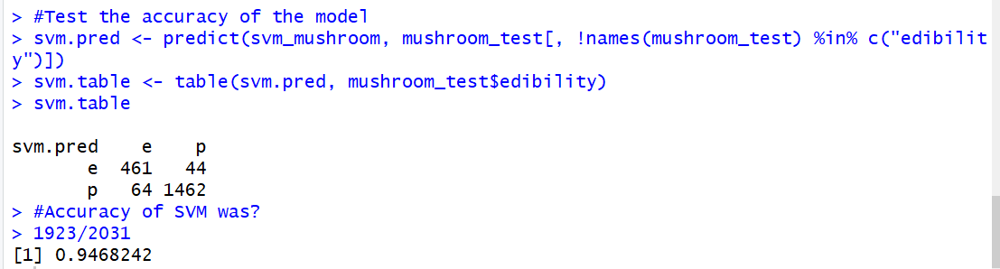 > #Test the accuracy of the model
> svm.pred <- predict(svm_mushroom, mushroom_test[, !names(mushroom_test) %in% c("edibilit
y")])
> svm.table <- table(svm.pred, mushroom_test$edibility)
> svm.table
svm.pred    e    p
       e  461   44
       p   64 1462
> #Accuracy of SVM was?
> 1923/2031
[1] 0.9468242